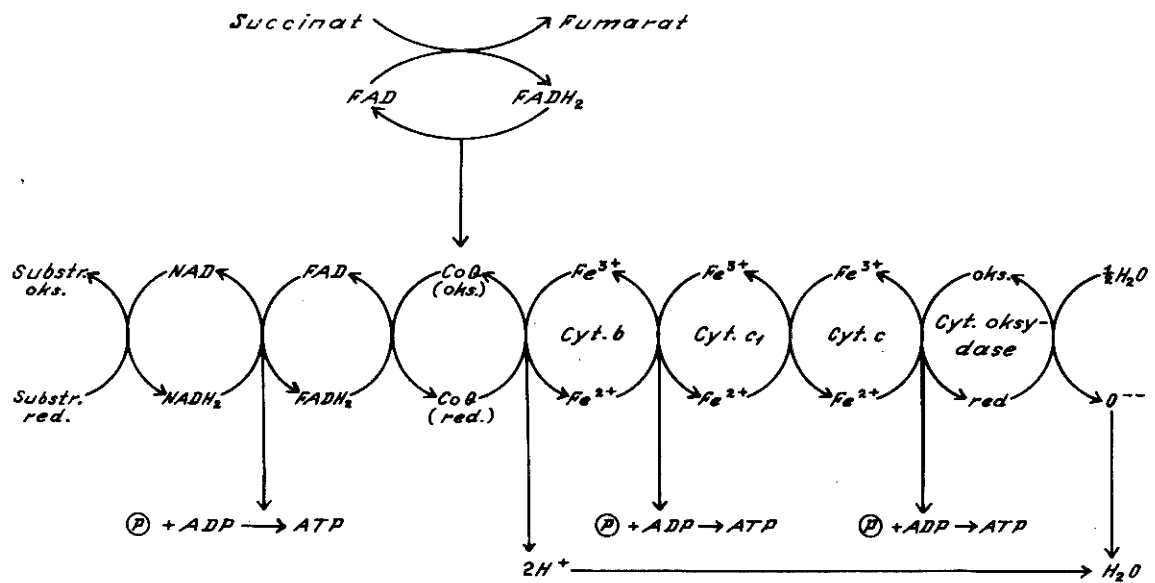 Succinat Fumarat
FAD FADH₂
Substr. oks. NAD FAD CoQ (oks.) Fe³⁺ Fe³⁺ Fe³⁺ oks. ½H₂O
Cyt. b Cyt. c₁ Cyt. c Cyt. oksy-dase
Substr. red. NADH₂ FADH₂ CoQ (red.) Fe²⁺ Fe²⁺ Fe²⁺ red O⁻⁻
Ⓟ + ADP → ATP Ⓟ + ADP → ATP Ⓟ + ADP → ATP
2H⁺ → H₂O